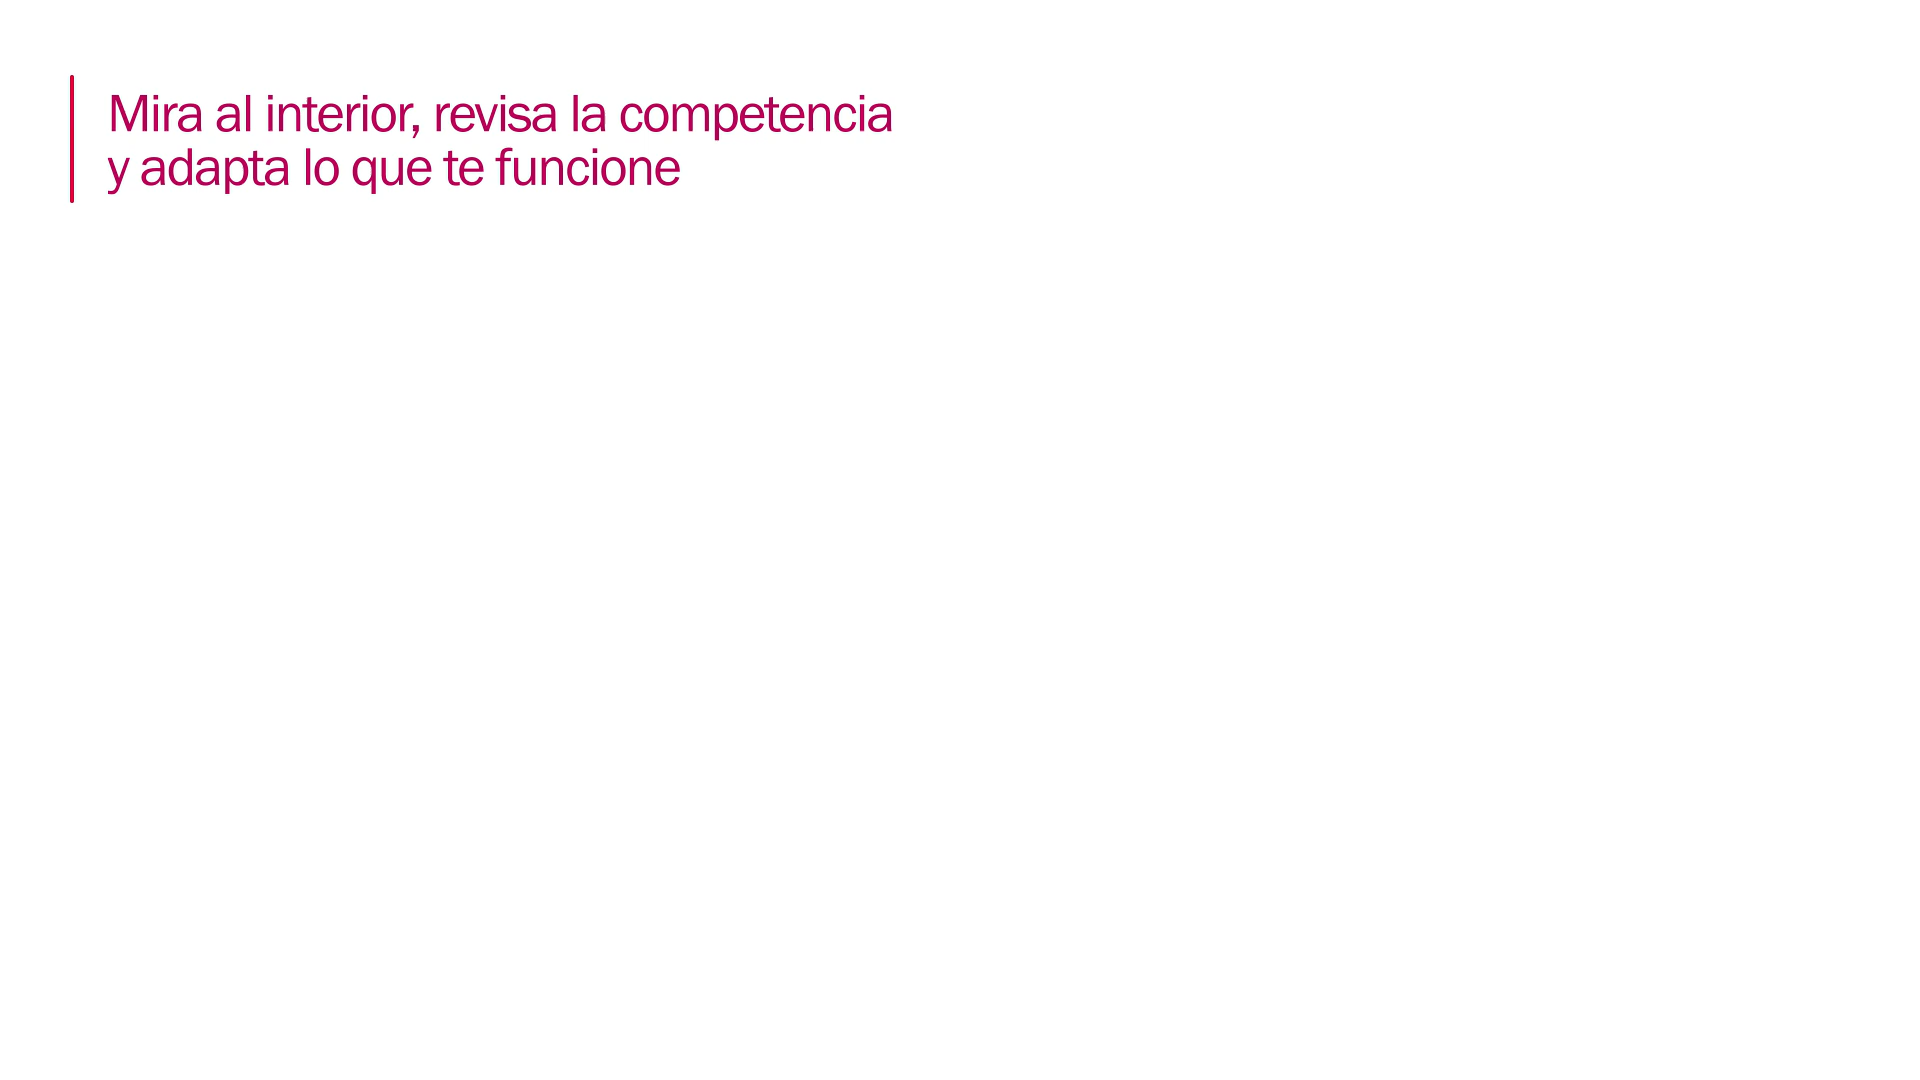 Mira al interior, revisa la competencia
y adapta lo que te funcione